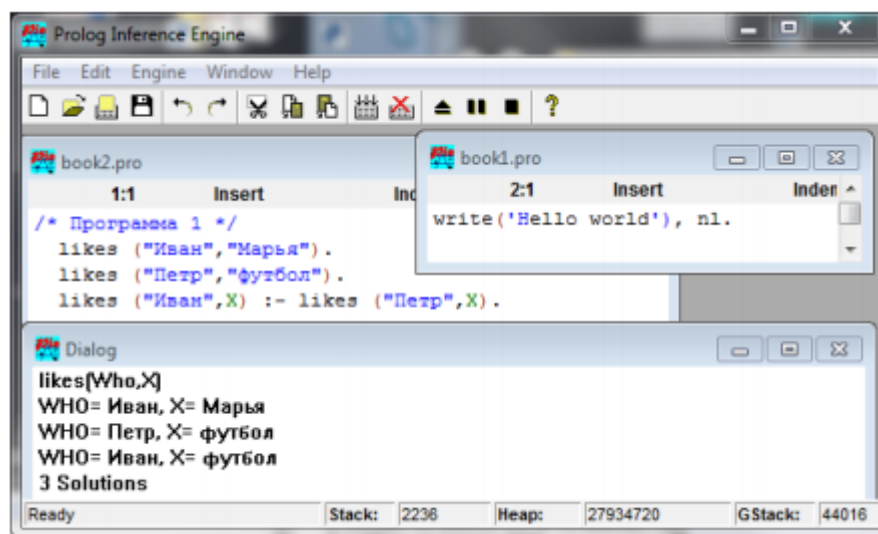 Prolog Inference Engine
File Edit Engine Window Help
book2.pro
1:1 Insert Ind
/* Программа 1 */
likes ("Иван","Марья").
likes ("Петр","футбол").
likes ("Иван",X) :- likes ("Петр",X).
book1.pro
2:1 Insert Inden
write('Hello world'), nl.
Dialog
likes(Who,X)
WHO= Иван, X= Марья
WHO= Петр, X= футбол
WHO= Иван, X= футбол
3 Solutions
Ready Stack: 2236 Heap: 27934720 GStack: 44016